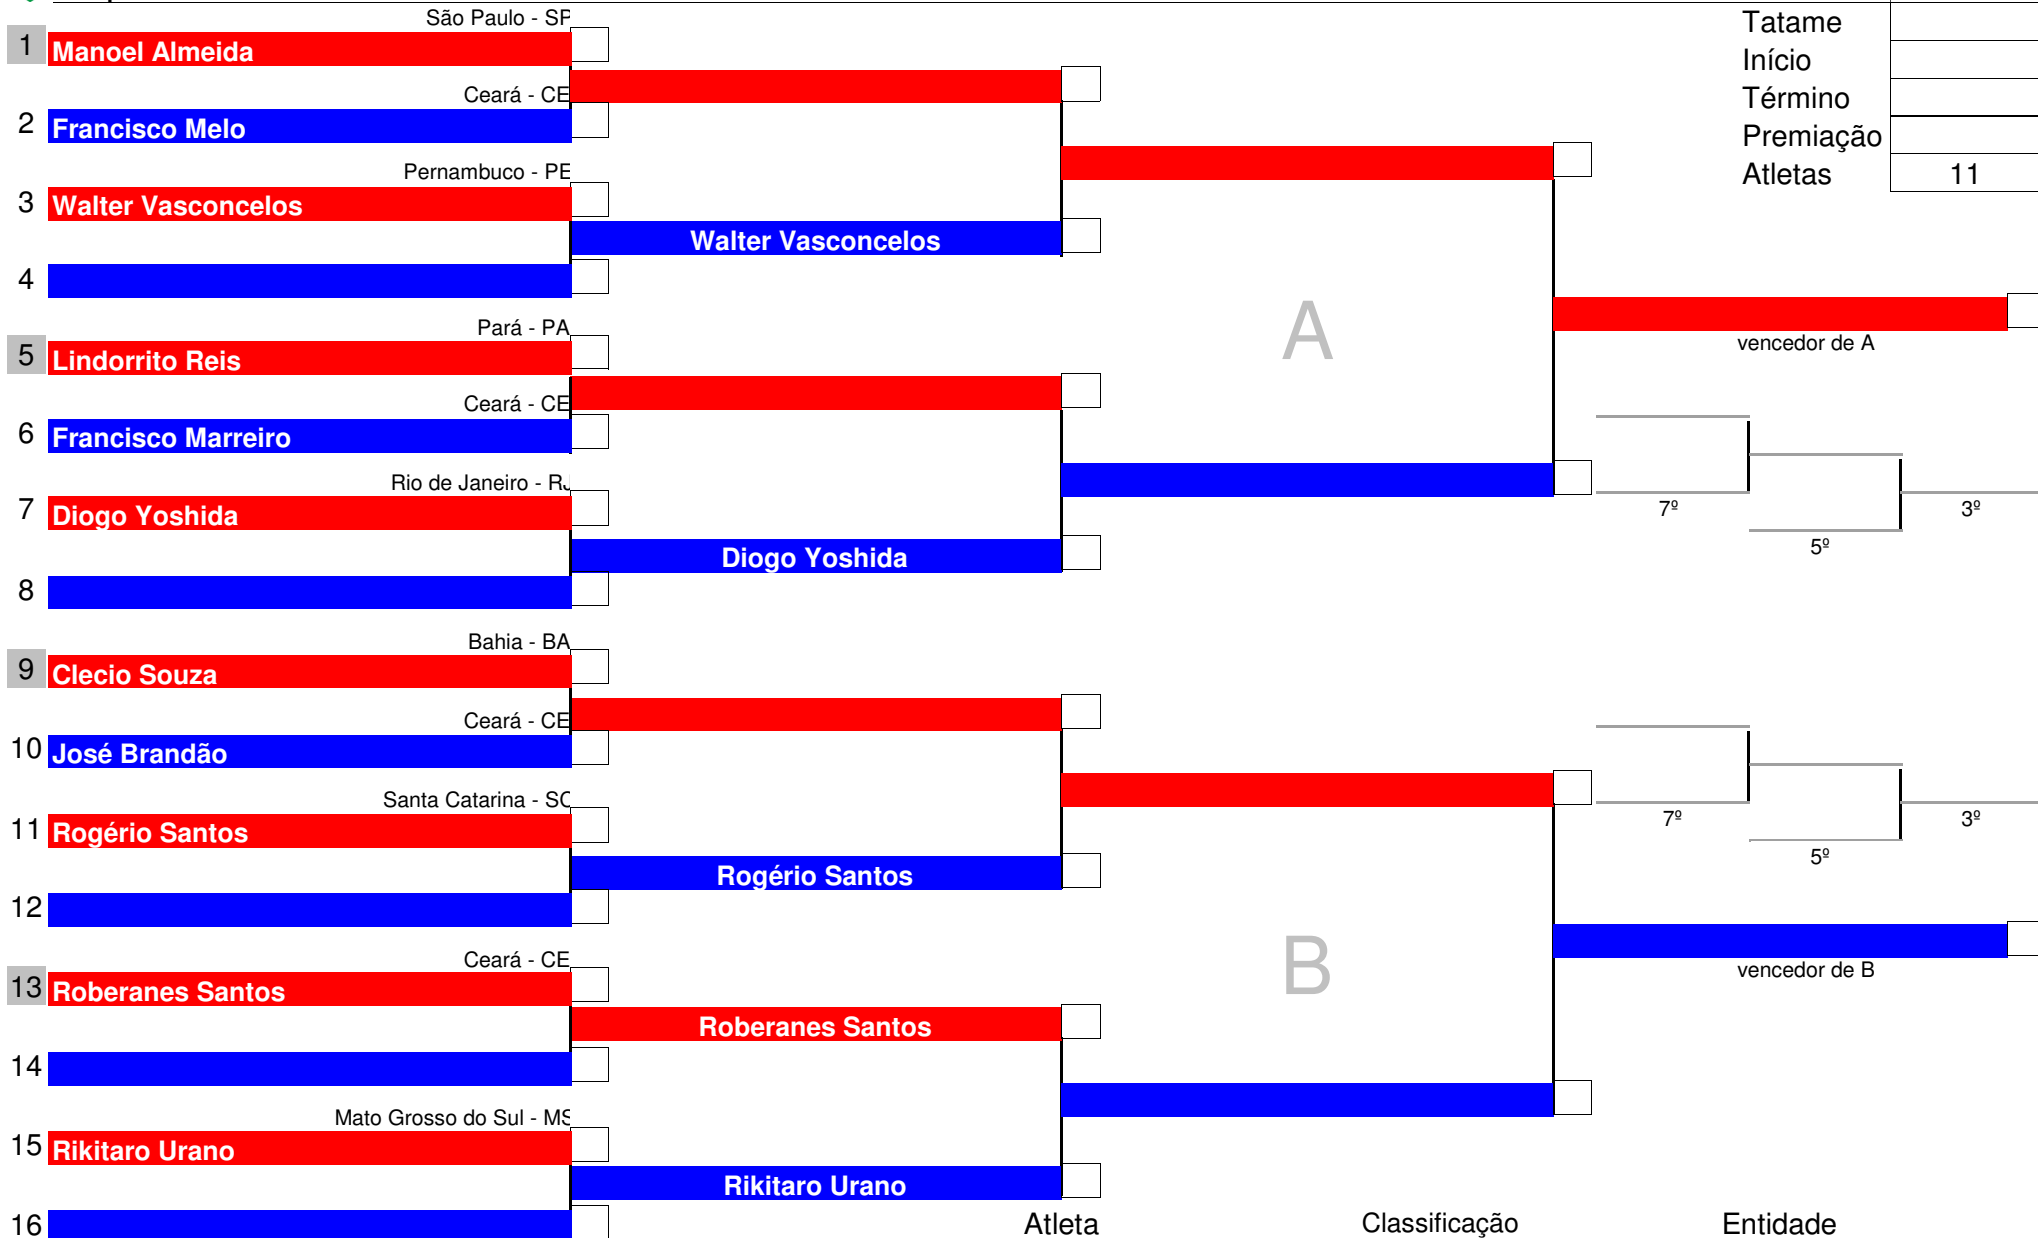 São Paulo - SP
Tatame
1 Manoel Almeida
Início
Ceará - CE
Término
2 Francisco Melo
Premiação
Pernambuco - PE
Atletas 11
3 Walter Vasconcelos
Walter Vasconcelos
4
Pará - PA
A
vencedor de A
5 Lindorrito Reis
Ceará - CE
6 Francisco Marreiro
Rio de Janeiro - RJ
7º 3º
7 Diogo Yoshida
5º
Diogo Yoshida
8
Bahia - BA
9 Clecio Souza
Ceará - CE
10 José Brandão
Santa Catarina - SC
7º 3º
11 Rogério Santos
5º
Rogério Santos
12
Ceará - CE
B
vencedor de B
13 Roberanes Santos
Roberanes Santos
14
Mato Grosso do Sul - MS
15 Rikitaro Urano
Rikitaro Urano
16
Atleta Classificação Entidade